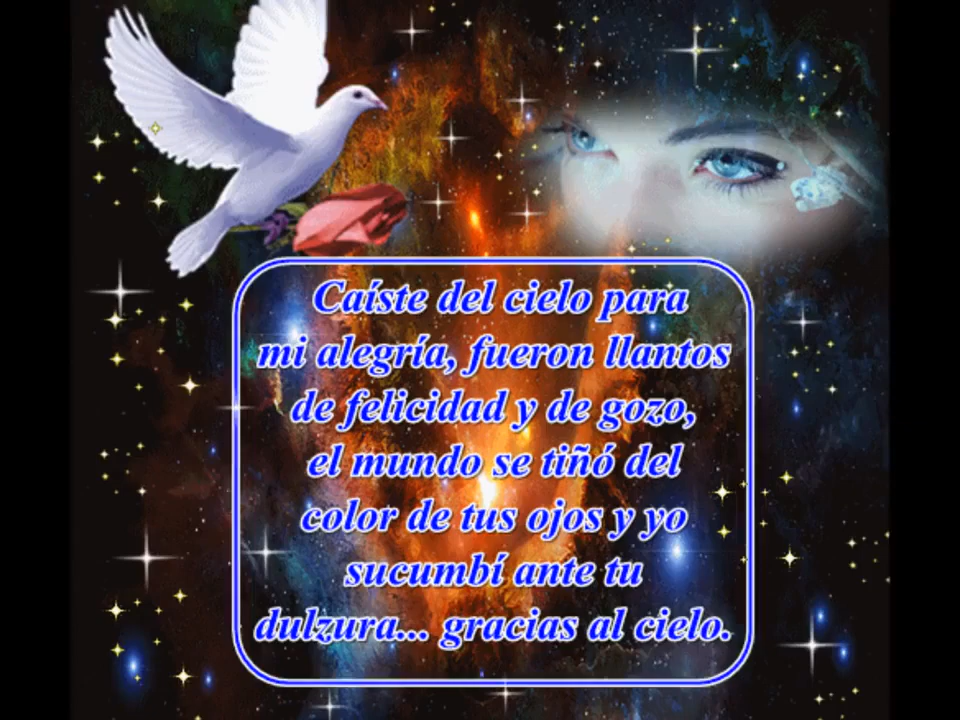 Caíste del cielo para
mi alegría, fueron llantos
de felicidad y de gozo,
el mundo se tiñó del
color de tus ojos y yo
sucumbí ante tu
dulzura... gracias al cielo.